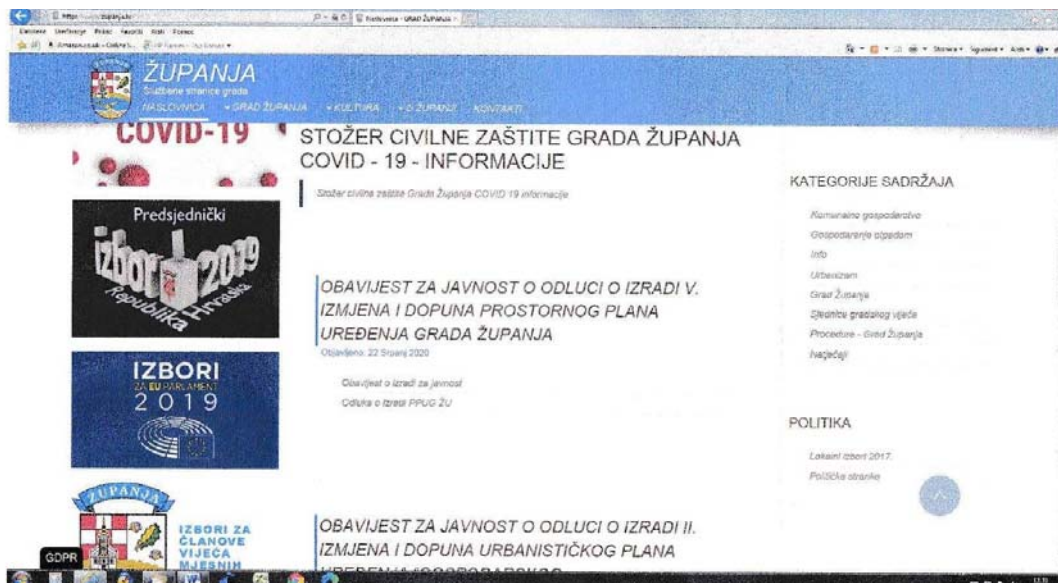 ŽUPANJA
Službene stranice grada
NASLOVNICA GRAD ŽUPANJA KULTURA O ŽUPANJI KONTAKTI
COVID-19
Predsjednički
izbori 2019
Republika Hrvatska
IZBORI
ZA EU PARLAMENT
2019
ŽUPANJA
IZBORI ZA
ČLANOVE
VIJEĆA
MJESNIH
GDPR
STOŽER CIVILNE ZAŠTITE GRADA ŽUPANJA
COVID - 19 - INFORMACIJE
Stožer civilne zaštite Grada Županja COVID 19 informacije
OBAVIJEST ZA JAVNOST O ODLUCI O IZRADI V.
IZMJENA I DOPUNA PROSTORNOG PLANA
UREĐENJA GRADA ŽUPANJA
Objavljeno: 22 Srpanj 2020
Obavijest o izradi za javnost
Odluka o izradi PPUG ŽU
OBAVIJEST ZA JAVNOST O ODLUCI O IZRADI II.
IZMJENA I DOPUNA URBANISTIČKOG PLANA
KATEGORIJE SADRŽAJA
Komunalno gospodarstvo
Gospodarenje otpadom
Info
Urbanizam
Grad Županja
Sjednice gradskog vijeća
Procedure - Grad Županja
Natječaji
POLITIKA
Lokalni izbori 2017.
Političke stranke